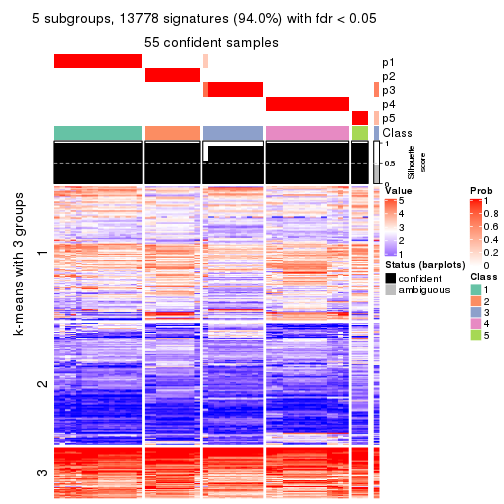 5 subgroups, 13778 signatures (94.0%) with fdr < 0.05
55 confident samples
p1
p2
p3
p4
p5
Class
1
0.5
0
Silhouette
score
k-means with 3 groups
1
2
3
Value
5
4
3
2
1
Status (barplots)
confident
ambiguous
Prob
1
0.8
0.6
0.4
0.2
0
Class
1
2
3
4
5